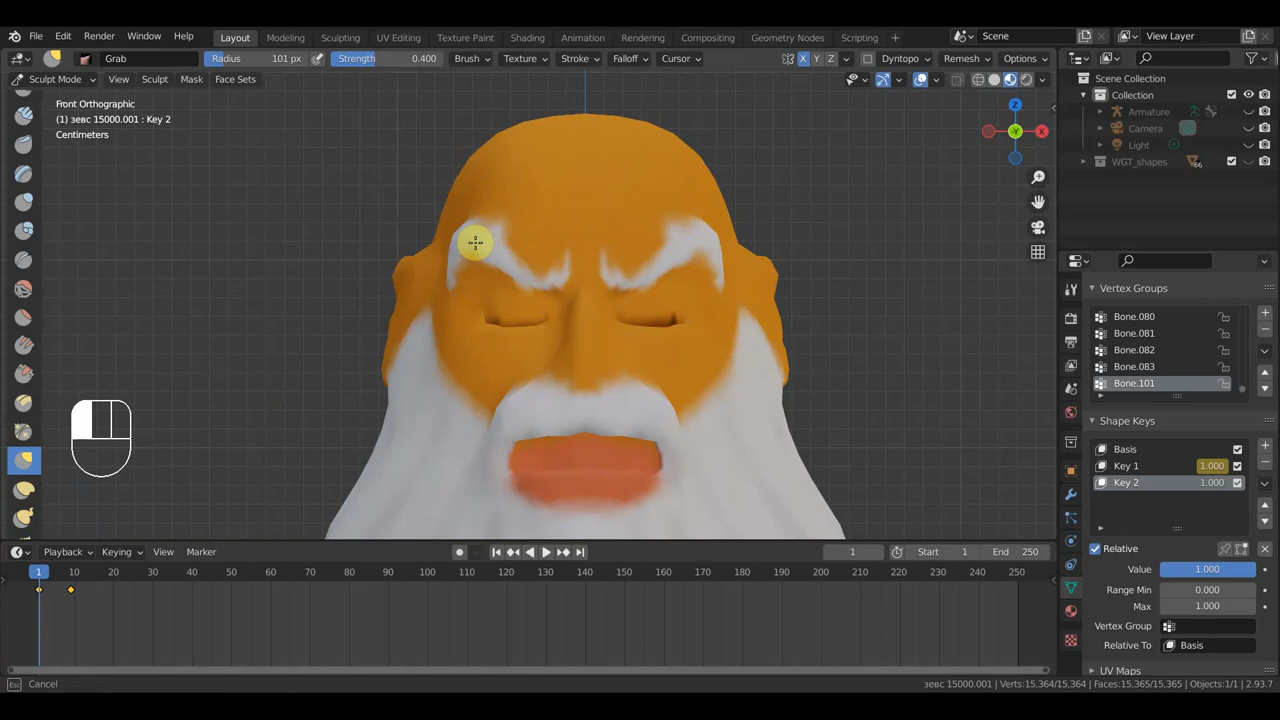 File Edit Render Window Help Layout Modeling Sculpting UV Editing Texture Paint Shading Animation Rendering Compositing Geometry Nodes Scripting Scene View Layer
Grab Radius 101 px Strength 0.400 Brush Texture Stroke Falloff Cursor X Y Z Dyntopo Remesh Options
Sculpt Mode View Sculpt Mask Face Sets
Scene Collection
Collection
Armature
Camera
Light
WGT_shapes
66
Front Orthographic
(1) зевс 15000.001 : Key 2
Centimeters
Z
Y
X
Vertex Groups
Bone.080
Bone.081
Bone.082
Bone.083
Bone.101
Shape Keys
Basis
Key 1 1.000
Key 2 1.000
Relative
Value 1.000
Range Min 0.000
Max 1.000
Vertex Group
Relative To Basis
UV Maps
Playback Keying View Marker 1 Start 1 End 250
1 10 20 30 40 50 60 70 80 90 100 110 120 130 140 150 160 170 180 190 200 210 220 230 240 250
Esc Cancel зевс 15000.001 | Verts:15,364/15,364 | Faces:15,365/15,365 | Objects:1/1 | 2.93.7